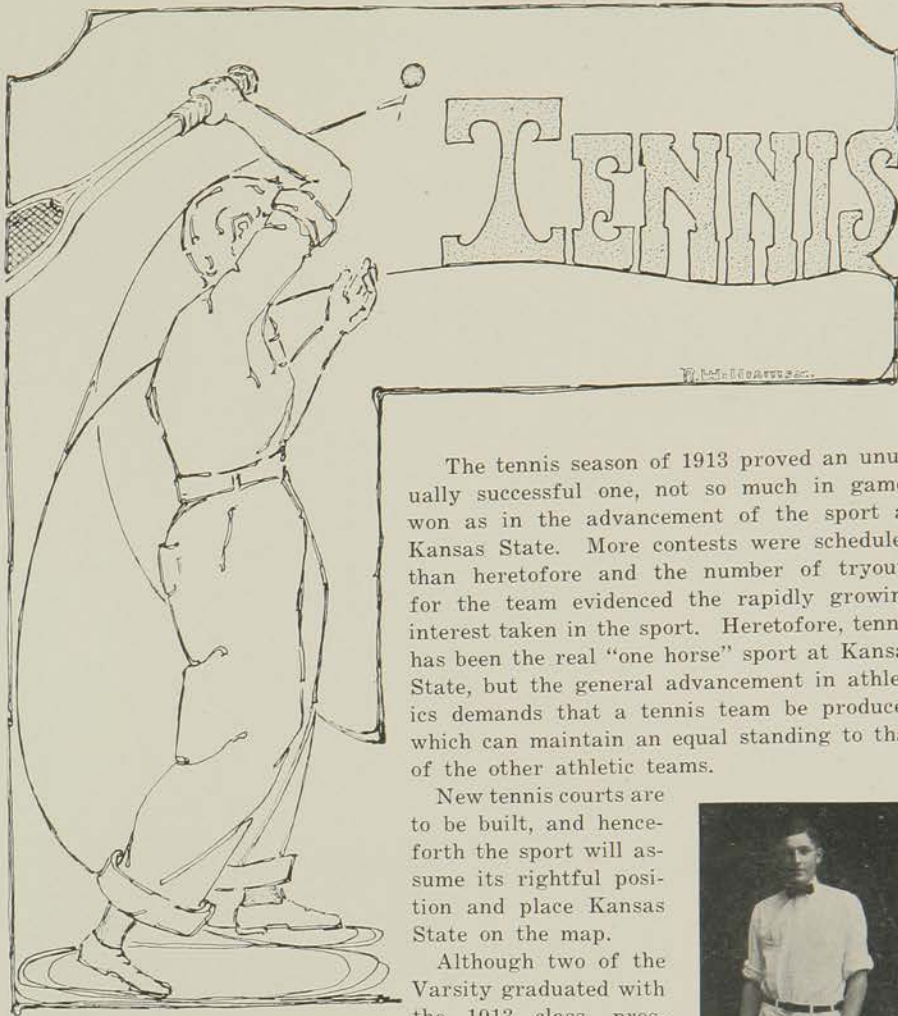 TENNIS
The tennis season of 1913 proved an unu
ually successful one, not so much in game
won as in the advancement of the sport a
Kansas State. More contests were schedule
than heretofore and the number of tryou
for the team evidenced the rapidly growin
interest taken in the sport. Heretofore, tenn
has been the real “one horse” sport at Kansa
State, but the general advancement in athle
ics demands that a tennis team be produce
which can maintain an equal standing to tha
of the other athletic teams.
New tennis courts are
to be built, and hence-
forth the sport will as-
sume its rightful posi-
tion and place Kansas
State on the map.
Although two of the
Varsity graduated with
the 1913 class, pros-